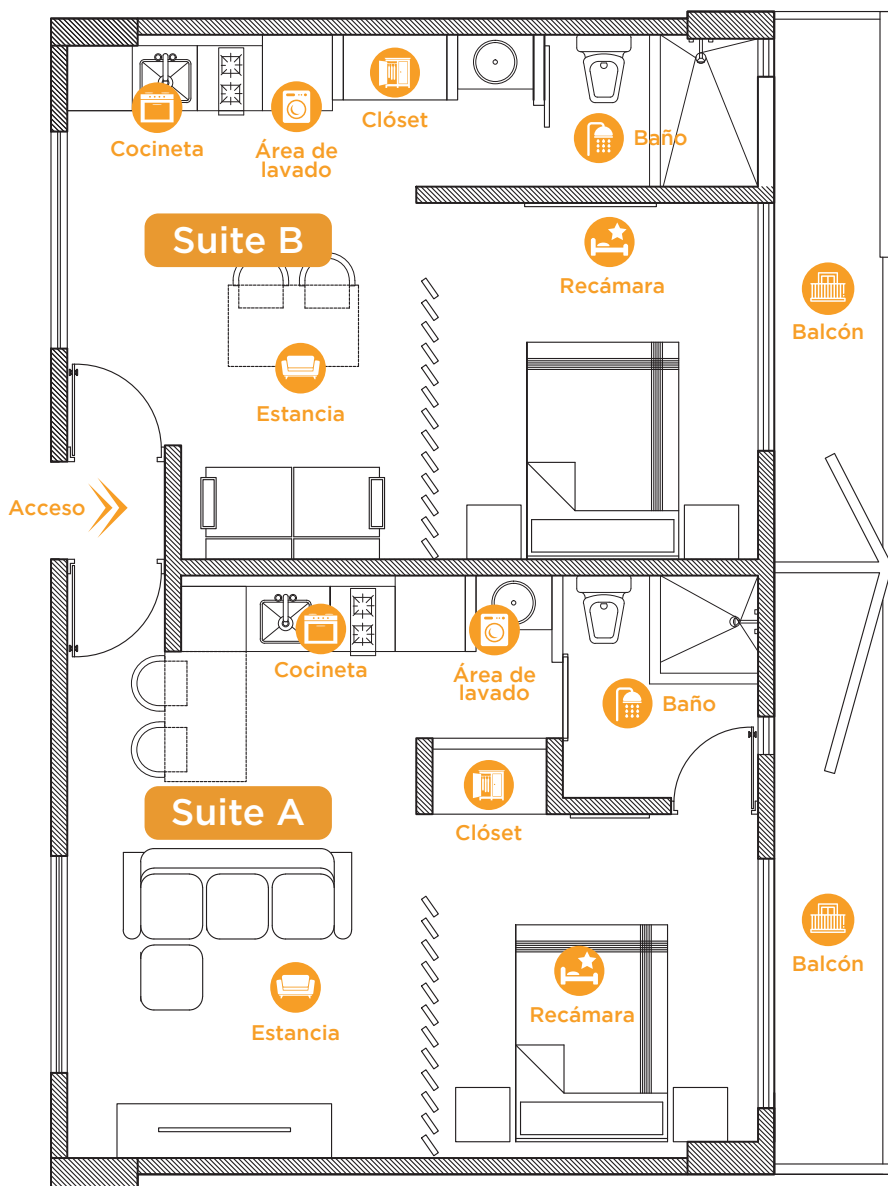 Cocineta
Área de
lavado
Clóset
Baño
Suite B
Recámara
Balcón
Estancia
Acceso
Cocineta
Área de
lavado
Baño
Suite A
Clóset
Balcón
Recámara
Estancia